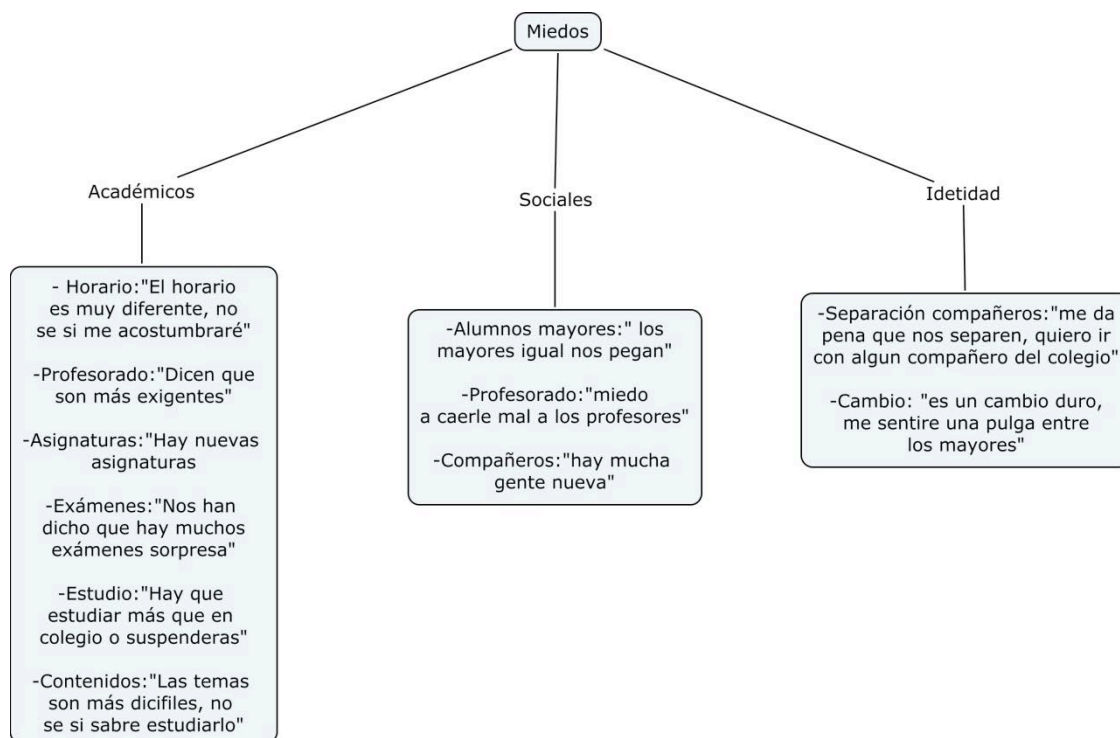 Miedos
Académicos
Sociales
Idetidad
- Horario:"El horario
es muy diferente, no
se si me acostumbraré"
-Profesorado:"Dicen que
son más exigentes"
-Asignaturas:"Hay nuevas
asignaturas
-Exámenes:"Nos han
dicho que hay muchos
exámenes sorpresa"
-Estudio:"Hay que
estudiar más que en
colegio o suspenderas"
-Contenidos:"Las temas
son más dicifiles, no
se si sabre estudiarlo"
-Alumnos mayores:" los
mayores igual nos pegan"
-Profesorado:"miedo
a caerle mal a los profesores"
-Compañeros:"hay mucha
gente nueva"
-Separación compañeros:"me da
pena que nos separen, quiero ir
con algun compañero del colegio"
-Cambio: "es un cambio duro,
me sentire una pulga entre
los mayores"